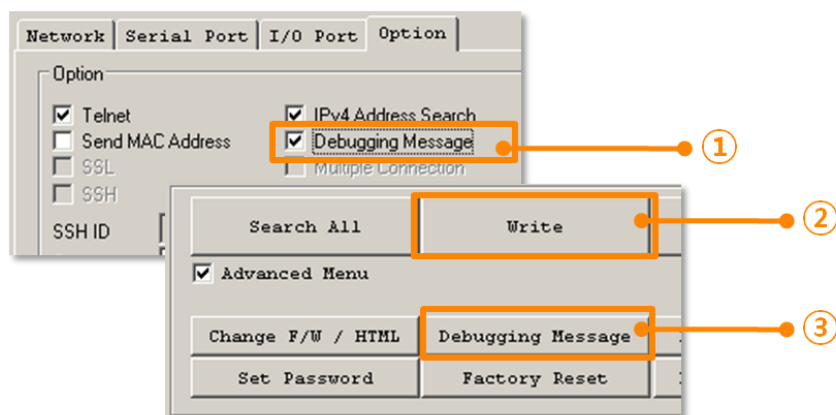 Network Serial Port I/O Port Option
Option
Telnet IPv4 Address Search
Send MAC Address Debugging Message ①
SSL Multiple Connection
SSH
SSH ID
Search All Write ②
Advanced Menu
Change F/W / HTML Debugging Message ③
Set Password Factory Reset